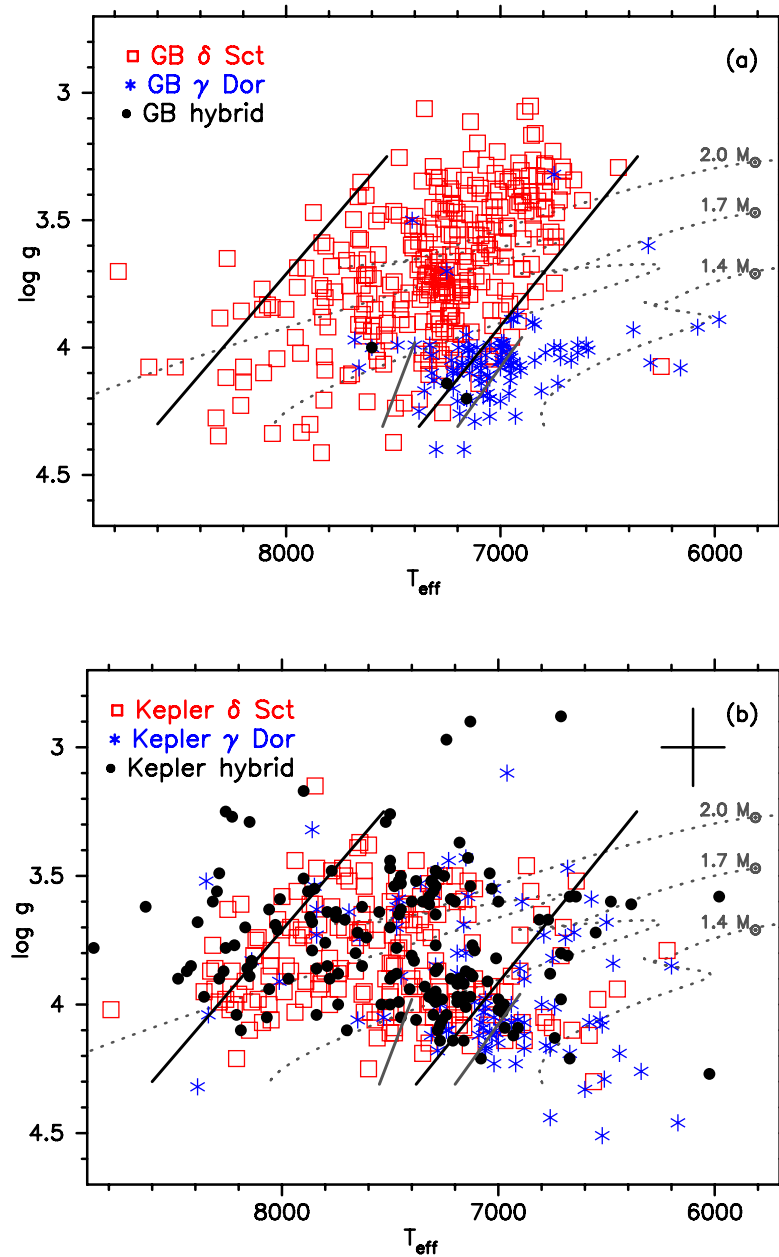 GB δ Sct
(a)
GB γ Dor
GB hybrid
3
2.0 M⊙
1.7 M⊙
3.5
1.4 M⊙
log g
4
4.5
8000 7000 6000
Teff
Kepler δ Sct
(b)
Kepler γ Dor
3
Kepler hybrid
2.0 M⊙
3.5
1.7 M⊙
1.4 M⊙
log g
4
4.5
8000 7000 6000
Teff